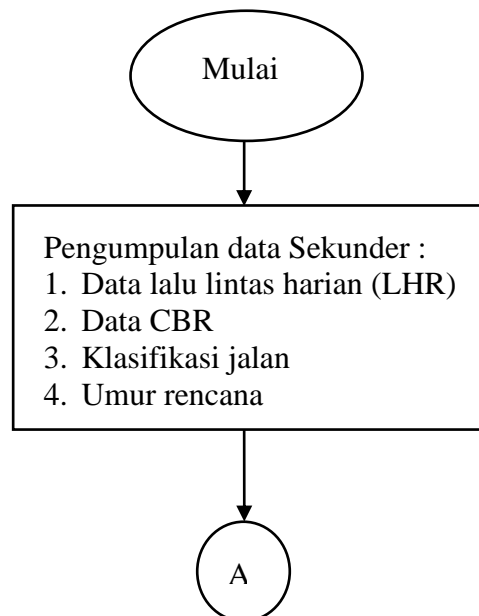 Mulai
Pengumpulan data Sekunder :
1. Data lalu lintas harian (LHR)
2. Data CBR
3. Klasifikasi jalan
4. Umur rencana
A